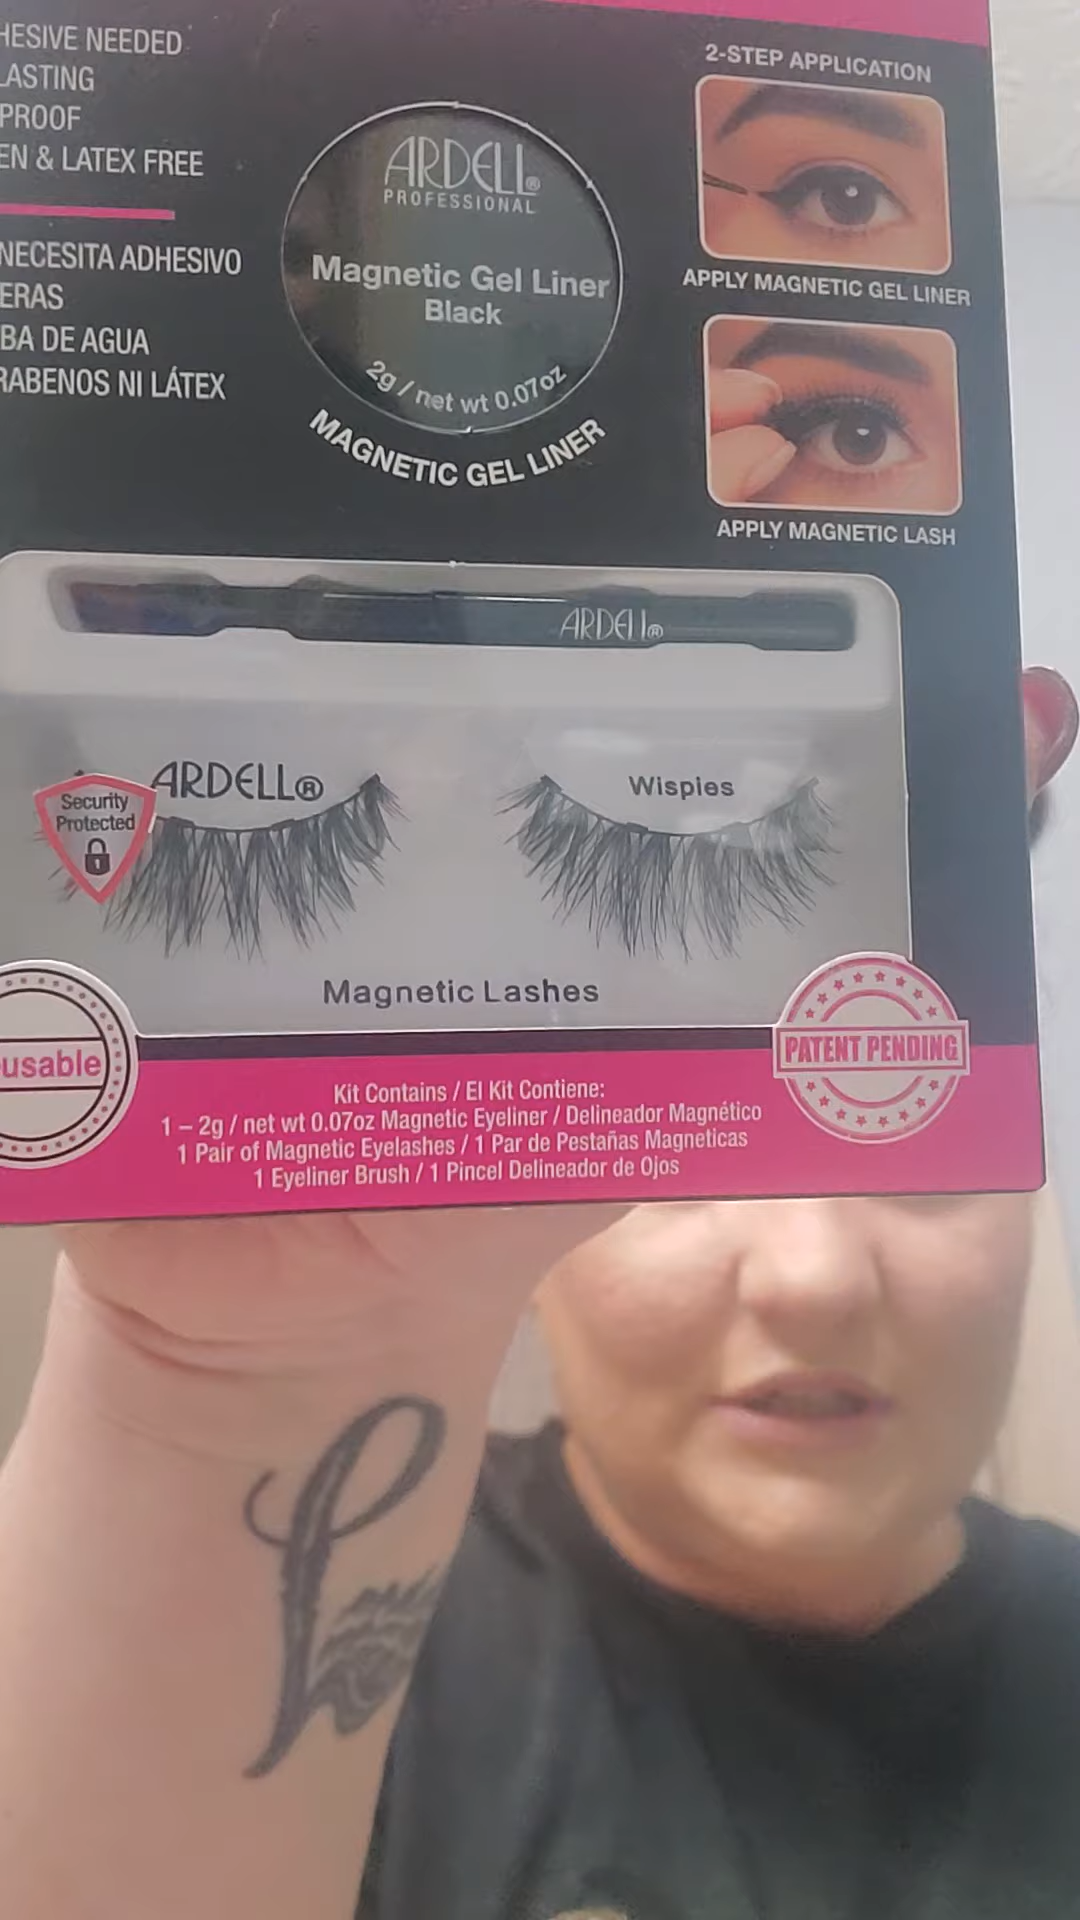 HESIVE NEEDED
LASTING
PROOF
EN & LATEX FREE
NECESITA ADHESIVO
ERAS
BA DE AGUA
RABENOS NI LÁTEX
ARDELL®
PROFESSIONAL
Magnetic Gel Liner
Black
2g / net wt 0.07oz
MAGNETIC GEL LINER
2-STEP APPLICATION
APPLY MAGNETIC GEL LINER
APPLY MAGNETIC LASH
ARDELL®
Security
Protected
1
ARDELL®
Wispies
Magnetic Lashes
usable
PATENT PENDING
Kit Contains / El Kit Contiene:
1 – 2g / net wt 0.07oz Magnetic Eyeliner / Delineador Magnético
1 Pair of Magnetic Eyelashes / 1 Par de Pestañas Magneticas
1 Eyeliner Brush / 1 Pincel Delineador de Ojos